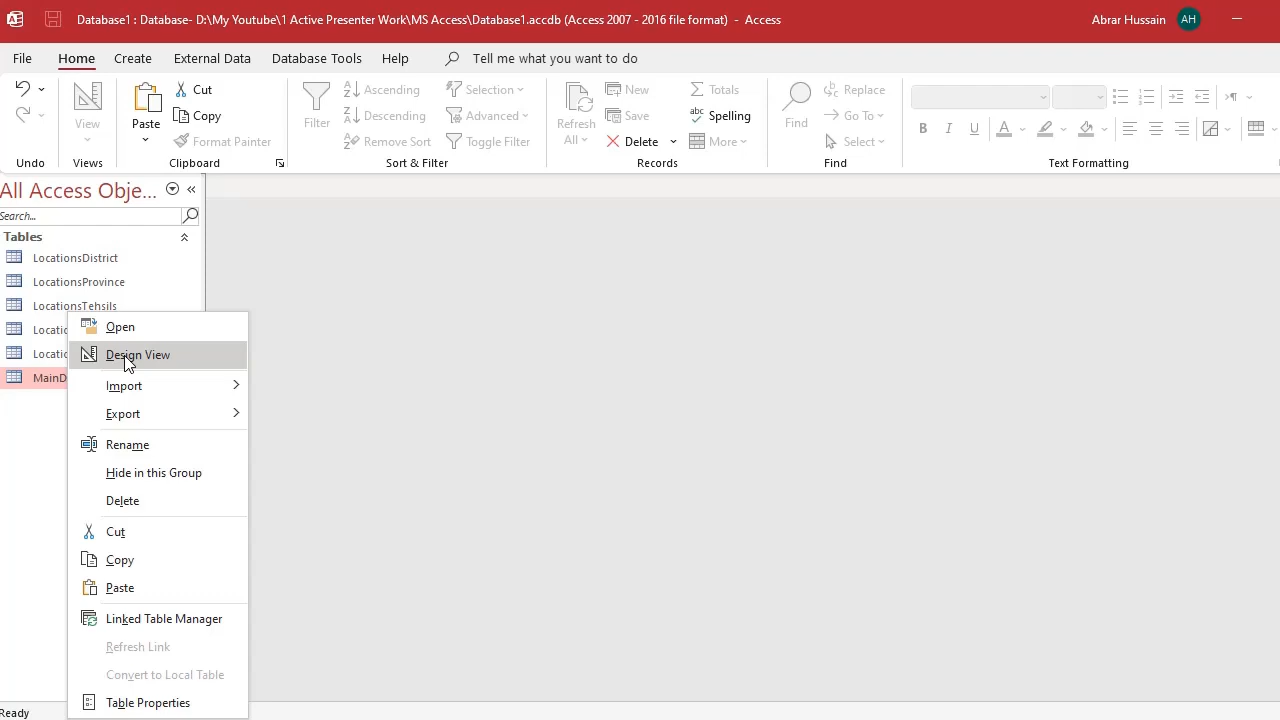 Database1 : Database- D:\My Youtube\1 Active Presenter Work\MS Access\Database1.accdb (Access 2007 - 2016 file format) - Access
Abrar Hussain AH
File Home Create External Data Database Tools Help Tell me what you want to do
View
Paste
Cut
Copy
Format Painter
Filter
Ascending
Descending
Remove Sort
Selection
Advanced
Toggle Filter
Refresh
All
New
Save
Delete
Totals
Spelling
More
Find
Replace
Go To
Select
B I U A
Undo Views Clipboard Sort & Filter Records Find Text Formatting
All Access Obje...
Search...
Tables
LocationsDistrict
LocationsProvince
LocationsTehsils
Locatio
Locatio
MainD
Open
Design View
Import
Export
Rename
Hide in this Group
Delete
Cut
Copy
Paste
Linked Table Manager
Refresh Link
Convert to Local Table
Table Properties
Ready